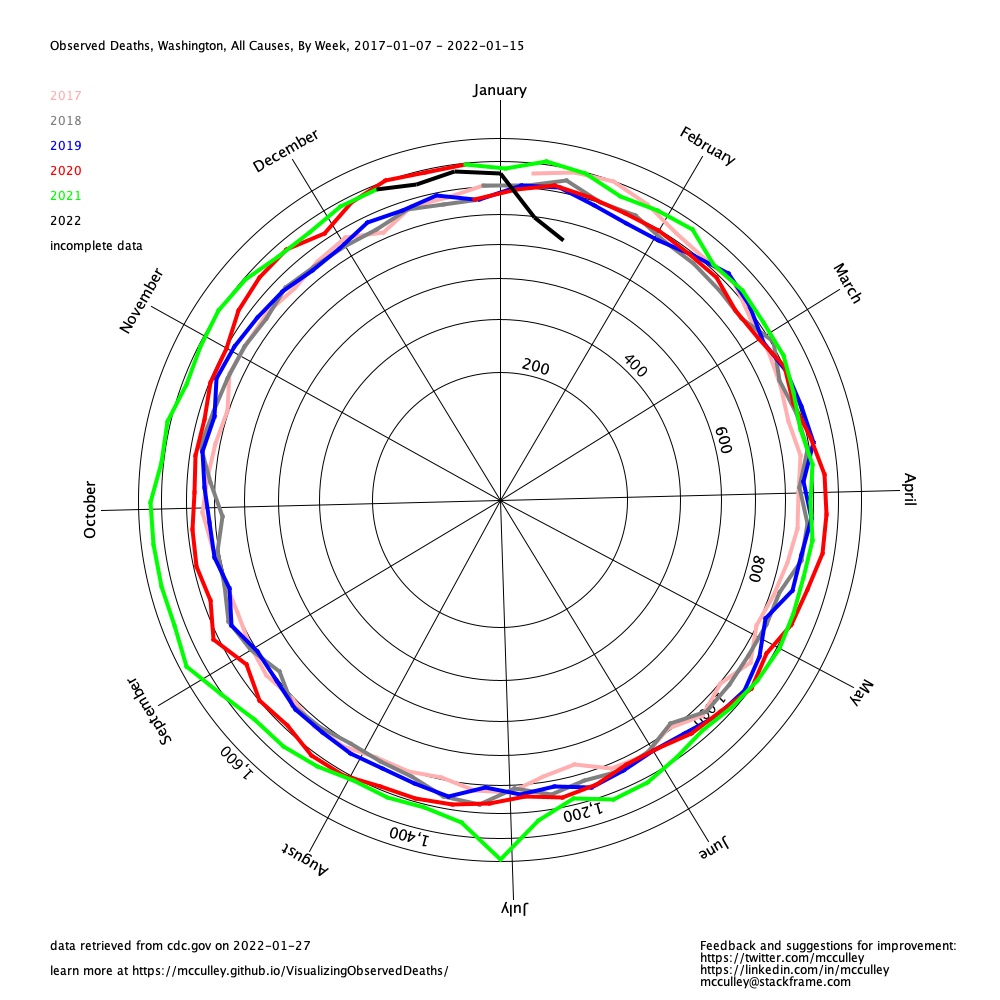 Observed Deaths, Washington, All Causes, By Week, 2017-01-07 - 2022-01-15
January
2017
2018
2019
2020
2021
2022
incomplete data
December
February
November
March
200
400
600
800
1,200
1,400
1,600
October
April
September
May
August
June
July
data retrieved from cdc.gov on 2022-01-27
learn more at https://mcculley.github.io/VisualizingObservedDeaths/
Feedback and suggestions for improvement:
https://twitter.com/mcculley
https://linkedin.com/in/mcculley
mcculley@stackframe.com